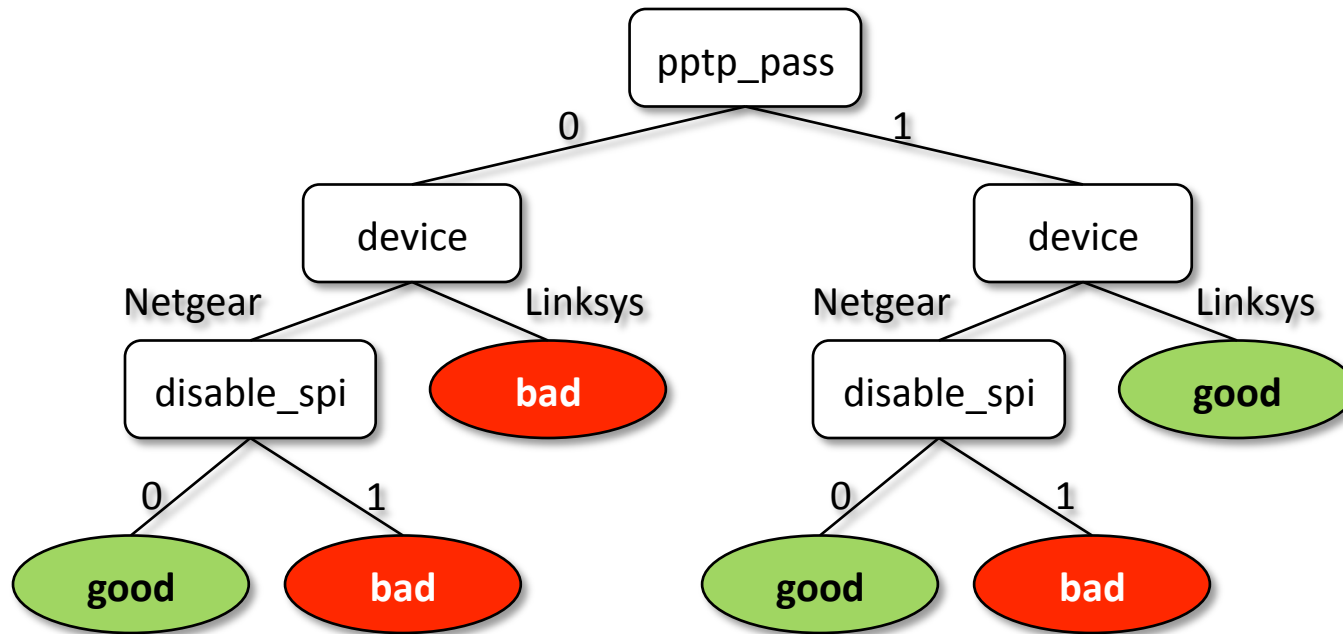 pptp_pass
0 1
device device
Netgear Linksys Netgear Linksys
disable_spi bad disable_spi good
0 1 0 1
good bad good bad